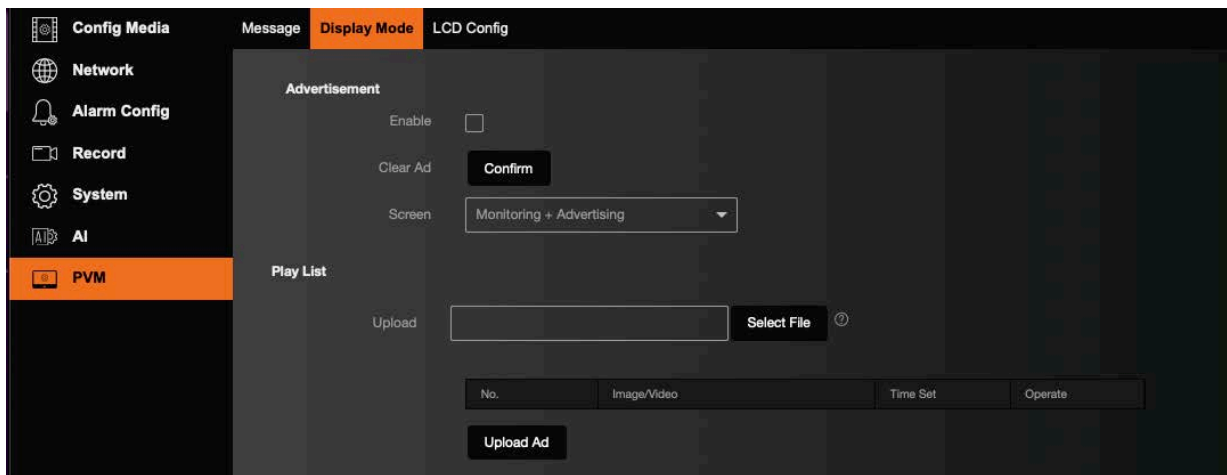 Config Media
Network
Alarm Config
Record
System
AI
PVM
Message Display Mode LCD Config
Advertisement
Enable
Clear Ad Confirm
Screen Monitoring + Advertising
Play List
Upload Select File ?
No. Image/Video Time Set Operate
Upload Ad